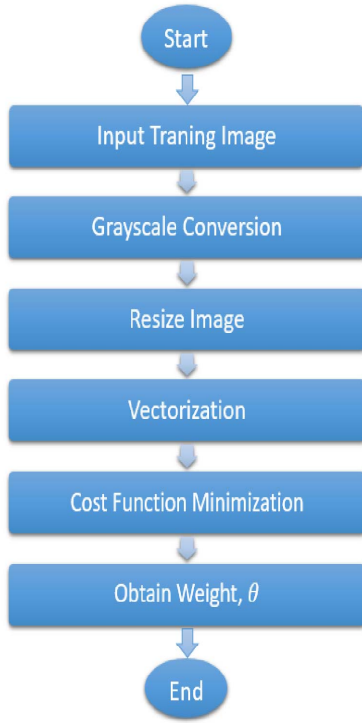 Start
Input Traning Image
Grayscale Conversion
Resize Image
Vectorization
Cost Function Minimization
Obtain Weight, θ
End